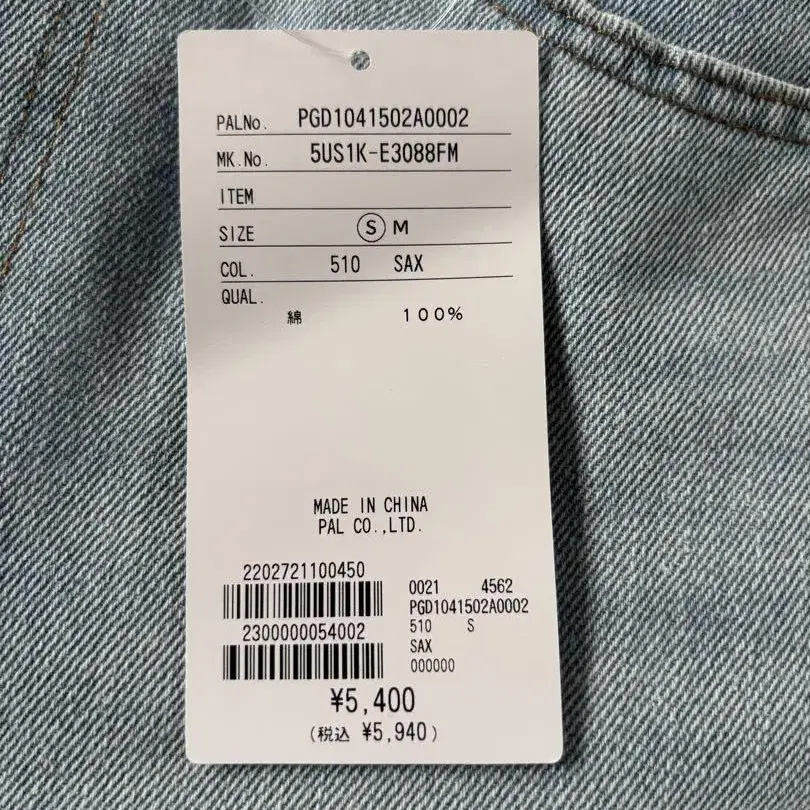 PALNo. PGD1041502A0002
MK.No. 5US1K-E3088FM
ITEM
SIZE Ⓢ M
COL. 510 SAX
QUAL.
綿 100%
MADE IN CHINA
PAL CO.,LTD.
2202721100450
2300000054002
0021 4562
PGD1041502A0002
510 S
SAX
000000
¥5,400
(税込 ¥5,940)